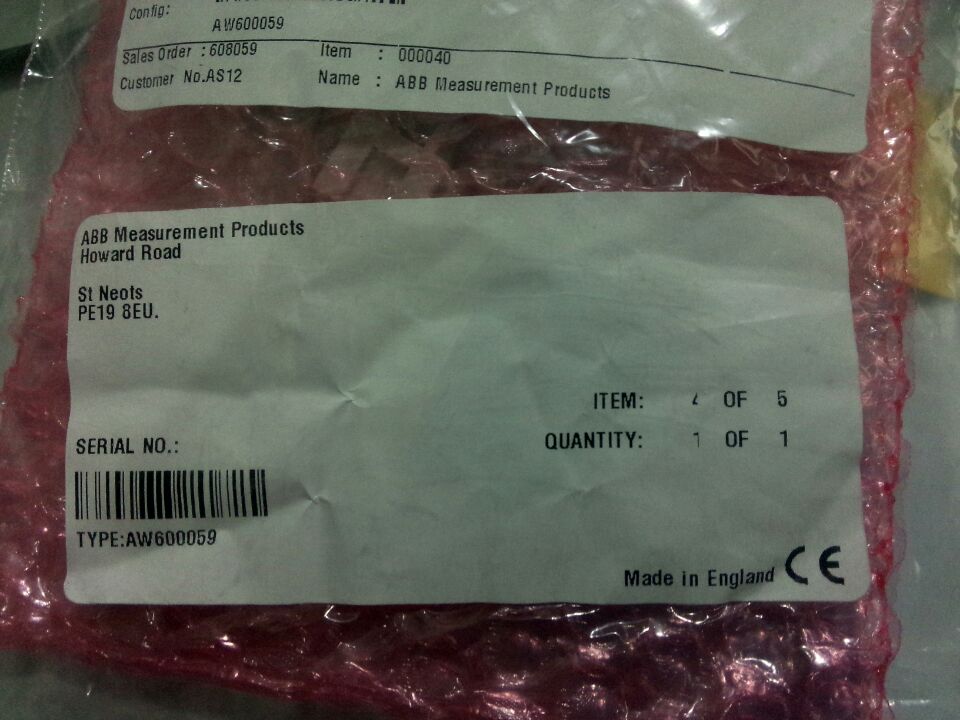 Config:
AW600059
Sales Order : 608059 Item : 000040
Customer No.AS12 Name : ABB Measurement Products
ABB Measurement Products
Howard Road
St Neots
PE19 8EU.
ITEM: 4 OF 5
SERIAL NO.: QUANTITY: 1 OF 1
TYPE:AW600059
Made in England CE